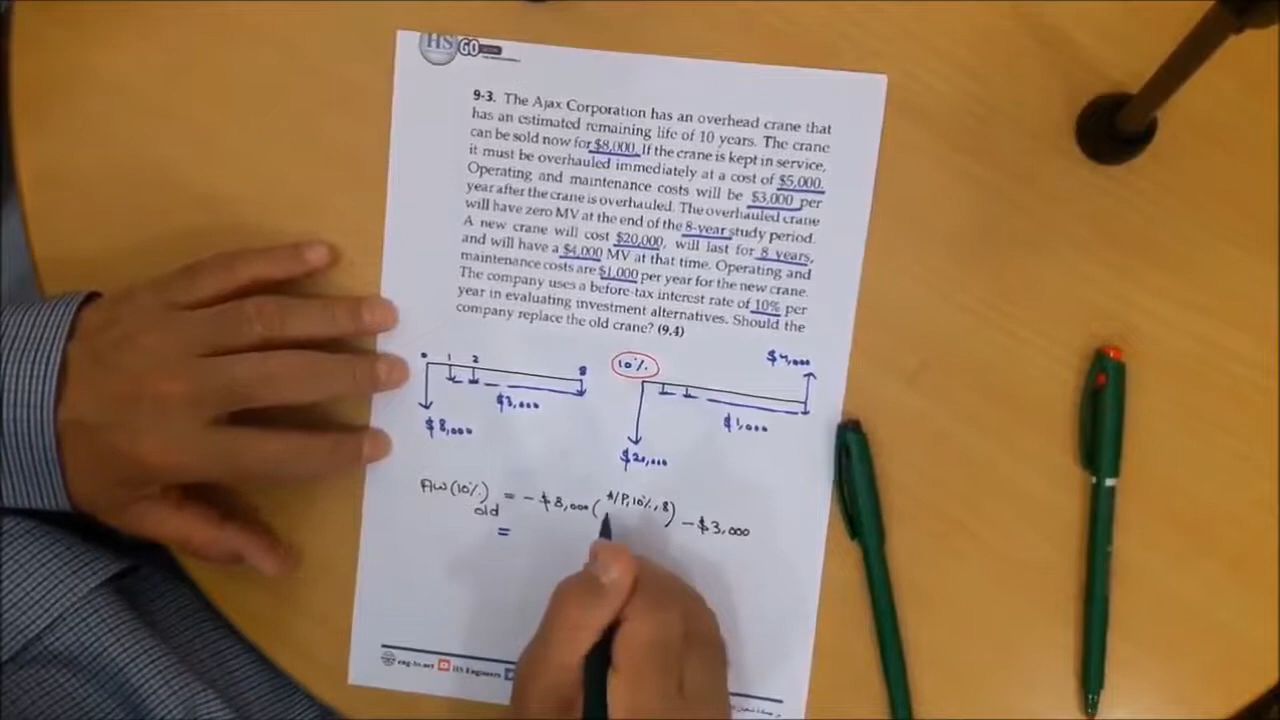 HS GO
9-3. The Ajax Corporation has an overhead crane that
has an estimated remaining life of 10 years. The crane
can be sold now for $8,000. If the crane is kept in service,
it must be overhauled immediately at a cost of $5,000.
Operating and maintenance costs will be $3,000 per
year after the crane is overhauled. The overhauled crane
will have zero MV at the end of the 8-year study period.
A new crane will cost $20,000, will last for 8 years,
and will have a $4,000 MV at that time. Operating and
maintenance costs are $1,000 per year for the new crane.
The company uses a before-tax interest rate of 10% per
year in evaluating investment alternatives. Should the
company replace the old crane? (9.4)
0 1 2 8
$3,000
$8,000
10%
$4,000
$1,000
$20,000
AW(10%) old = -$8,000 (A/P, 10%, 8) -$3,000
=
eng-hs.net HS Engineers